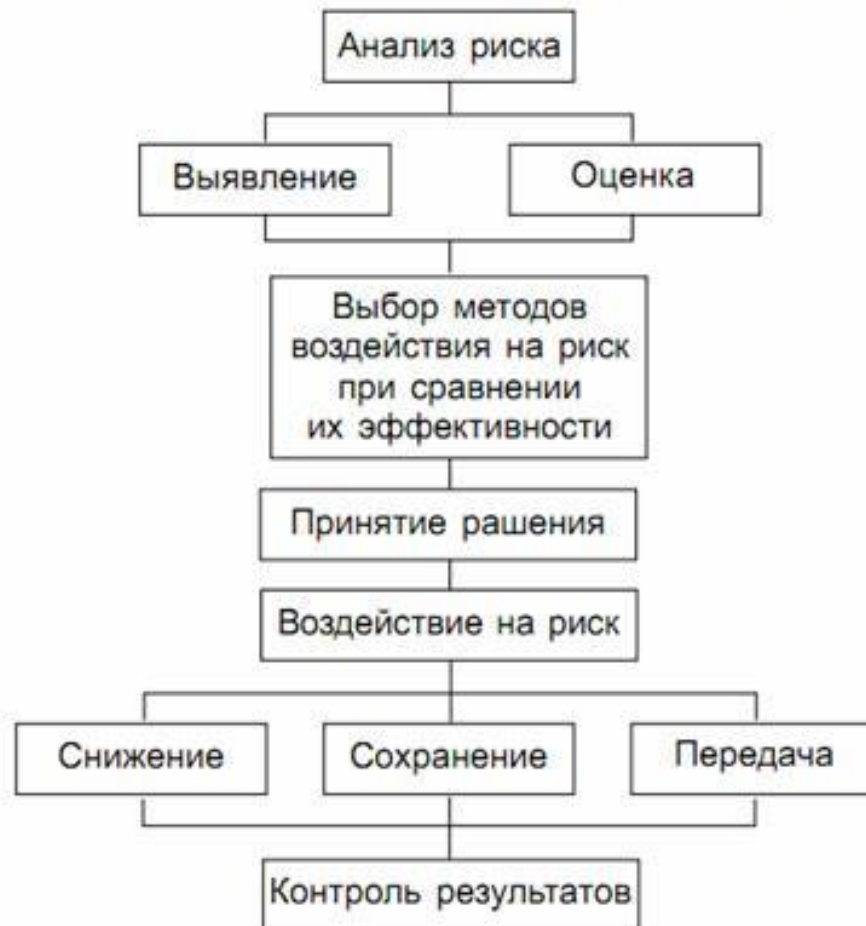 Анализ риска
Выявление
Оценка
Выбор методов
воздействия на риск
при сравнении
их эффективности
Принятие рашения
Воздействие на риск
Снижение
Сохранение
Передача
Контроль результатов